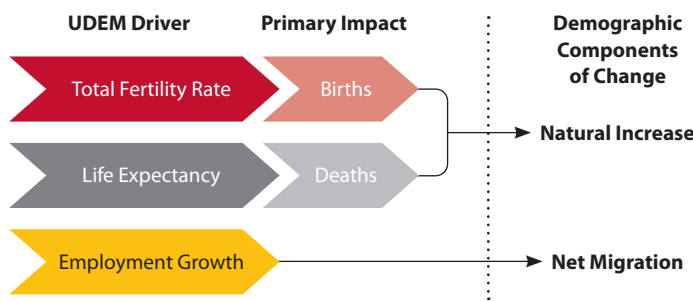 UDEM Driver
Primary Impact
Demographic
Components
of Change
Total Fertility Rate
Births
Natural Increase
Life Expectancy
Deaths
Employment Growth
Net Migration